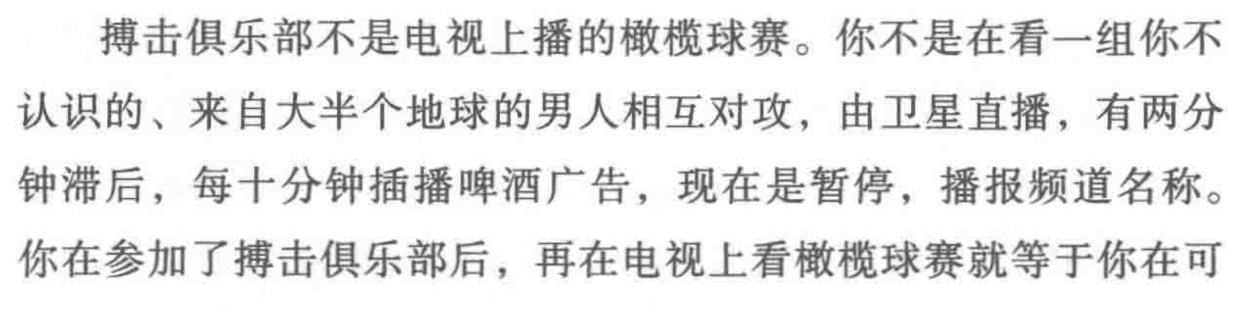 搏击俱乐部不是电视上播的橄榄球赛。你不是在看一组你不
认识的、来自大半个地球的男人相互对攻，由卫星直播，有两分
钟滞后，每十分钟插播啤酒广告，现在是暂停，播报频道名称。
你在参加了搏击俱乐部后，再在电视上看橄榄球赛就等于你在可